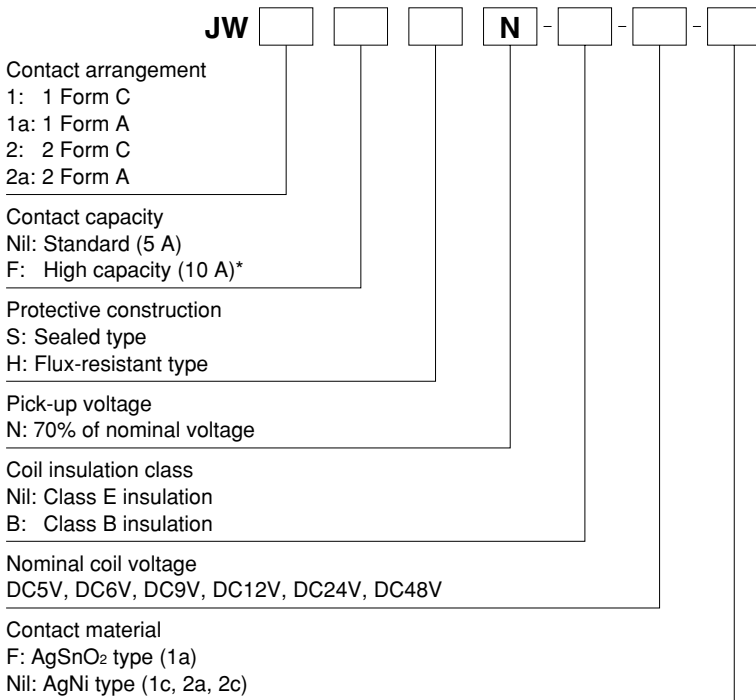 JW N - - -
Contact arrangement
1: 1 Form C
1a: 1 Form A
2: 2 Form C
2a: 2 Form A
Contact capacity
Nil: Standard (5 A)
F: High capacity (10 A)*
Protective construction
S: Sealed type
H: Flux-resistant type
Pick-up voltage
N: 70% of nominal voltage
Coil insulation class
Nil: Class E insulation
B: Class B insulation
Nominal coil voltage
DC5V, DC6V, DC9V, DC12V, DC24V, DC48V
Contact material
F: AgSnO₂ type (1a)
Nil: AgNi type (1c, 2a, 2c)